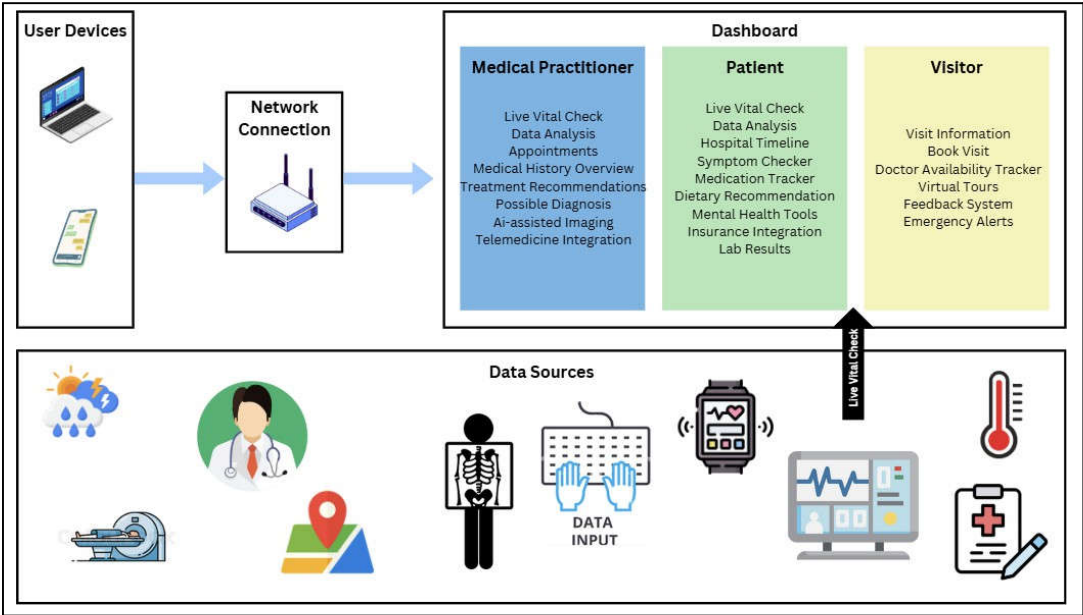 User Devices
Network
Connection
Dashboard
Medical Practitioner
Live Vital Check
Data Analysis
Appointments
Medical History Overview
Treatment Recommendations
Possible Diagnosis
Ai-assisted Imaging
Telemedicine Integration
Patient
Live Vital Check
Data Analysis
Hospital Timeline
Symptom Checker
Medication Tracker
Dietary Recommendation
Mental Health Tools
Insurance Integration
Lab Results
Visitor
Visit Information
Book Visit
Doctor Availability Tracker
Virtual Tours
Feedback System
Emergency Alerts
Live Vital Check
Data Sources
DATA
INPUT